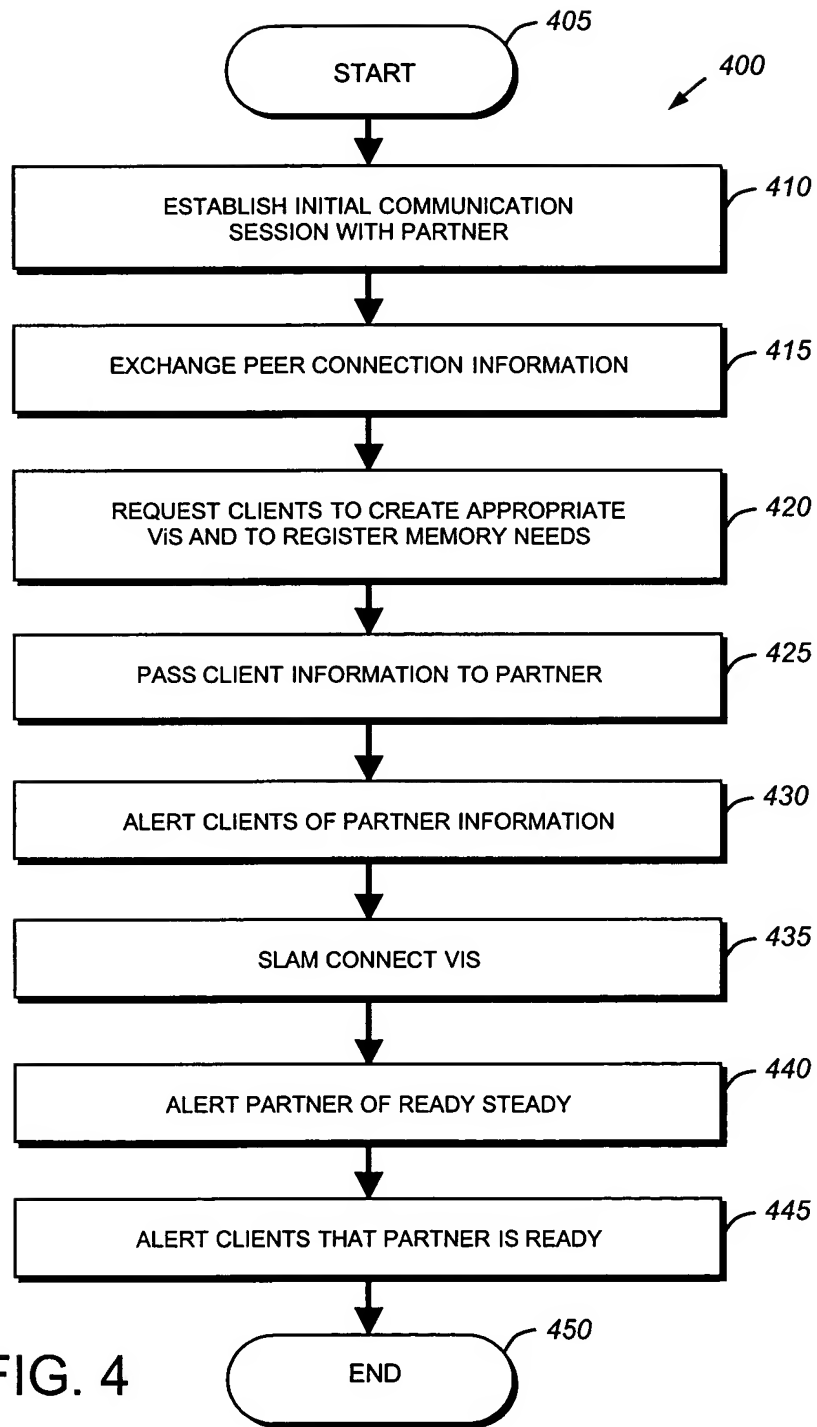 405
START
400
410
ESTABLISH INITIAL COMMUNICATION
SESSION WITH PARTNER
415
EXCHANGE PEER CONNECTION INFORMATION
420
REQUEST CLIENTS TO CREATE APPROPRIATE
ViS AND TO REGISTER MEMORY NEEDS
425
PASS CLIENT INFORMATION TO PARTNER
430
ALERT CLIENTS OF PARTNER INFORMATION
435
SLAM CONNECT VIS
440
ALERT PARTNER OF READY STEADY
445
ALERT CLIENTS THAT PARTNER IS READY
450
END
FIG. 4